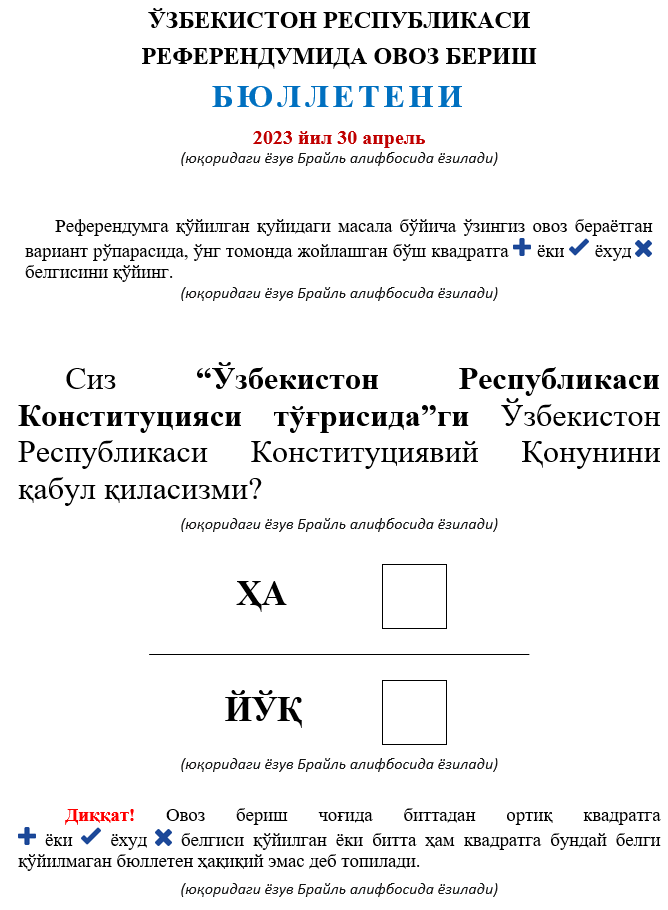 ЎЗБЕКИСТОН РЕСПУБЛИКАСИ
РЕФЕРЕНДУМИДА ОВОЗ БЕРИШ
БЮЛЛЕТЕНИ
2023 йил 30 апрель
(юқоридаги ёзув Брайль алифбосида ёзилади)
Референдумга қўйилган қуйидаги масала бўйича ўзингиз овоз бераётган
вариант рўпарасида, ўнг томонда жойлашган бўш квадратга ➕ ёки ✔ ёхуд ✖
белгисини қўйинг.
(юқоридаги ёзув Брайль алифбосида ёзилади)
Сиз “Ўзбекистон Республикаси
Конституцияси тўғрисида”ги Ўзбекистон
Республикаси Конституциявий Қонунини
қабул қиласизми?
(юқоридаги ёзув Брайль алифбосида ёзилади)
ҲА
ЙЎҚ
(юқоридаги ёзув Брайль алифбосида ёзилади)
Диққат! Овоз бериш чоғида биттадан ортиқ квадратга
➕ ёки ✔ ёхуд ✖ белгиси қўйилган ёки битта ҳам квадратга бундай белги
қўйилмаган бюллетен ҳақиқий эмас деб топилади.
(юқоридаги ёзув Брайль алифбосида ёзилади)